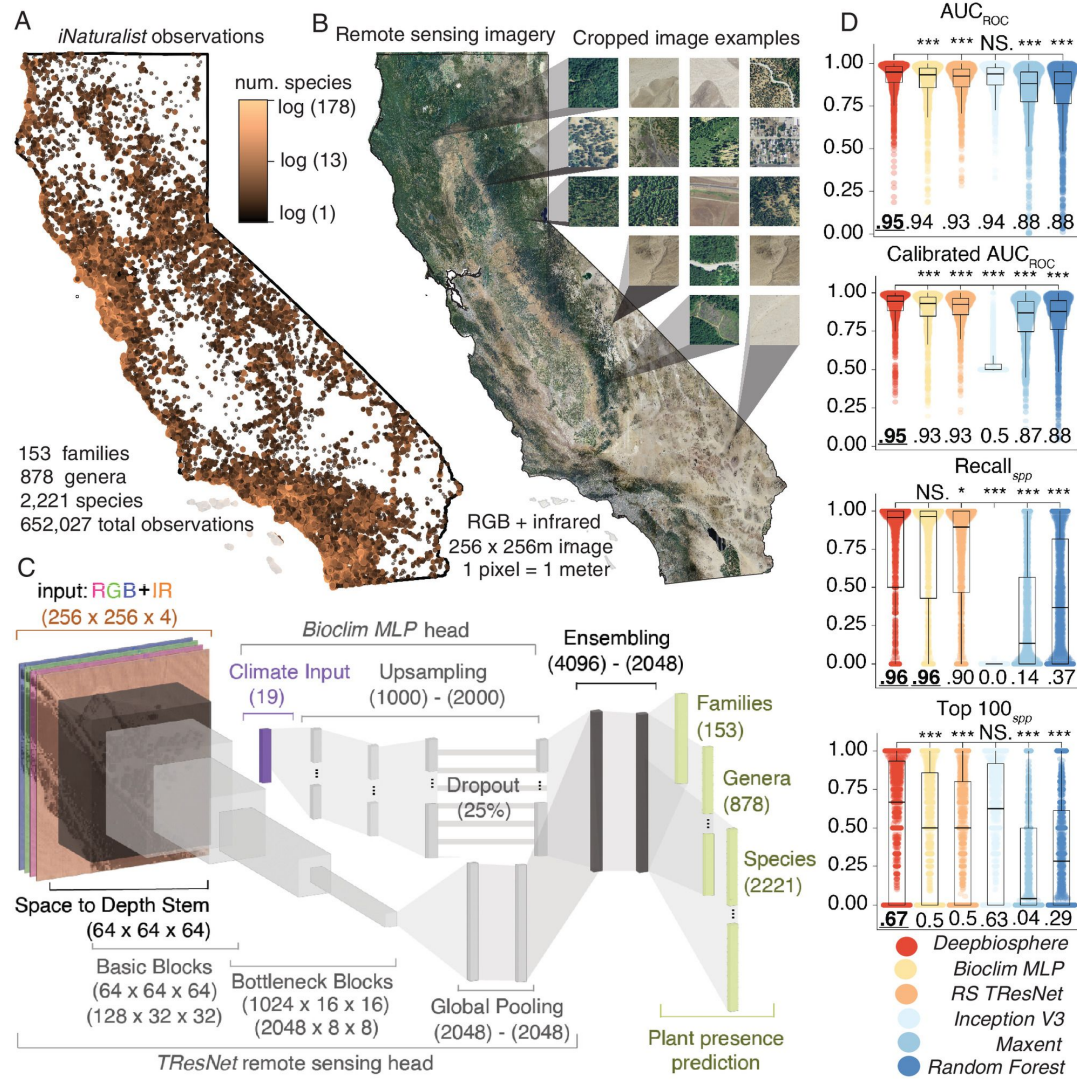 A
iNaturalist observations
num. species
log (178)
log (13)
log (1)
153 families
878 genera
2,221 species
652,027 total observations
B
Remote sensing imagery
Cropped image examples
RGB + infrared
256 x 256m image
1 pixel = 1 meter
C
input: RGB+IR
(256 x 256 x 4)
Space to Depth Stem
(64 x 64 x 64)
Basic Blocks
(64 x 64 x 64)
(128 x 32 x 32)
Bottleneck Blocks
(1024 x 16 x 16)
(2048 x 8 x 8)
TResNet remote sensing head
Bioclim MLP head
Climate Input
(19)
Upsampling
(1000) - (2000)
...
...
...
Dropout
(25%)
Global Pooling
(2048) - (2048)
Ensembling
(4096) - (2048)
Families
(153)
Genera
(878)
...
Species
(2221)
...
Plant presence
prediction
D
AUCROC
*** *** NS. *** ***
1.00
0.75
0.50
0.25
0.00
.95 .94 .93 .94 .88 .88
Calibrated AUCROC
*** *** *** *** ***
1.00
0.75
0.50
0.25
0.00
.95 .93 .93 0.5 .87 .88
Recallspp
NS. * *** *** ***
1.00
0.75
0.50
0.25
0.00
.96 .96 .90 0.0 .14 .37
Top 100spp
*** *** NS. *** ***
1.00
0.75
0.50
0.25
0.00
.67 0.5 0.5 .63 .04 .29
Deepbiosphere
Bioclim MLP
RS TResNet
Inception V3
Maxent
Random Forest